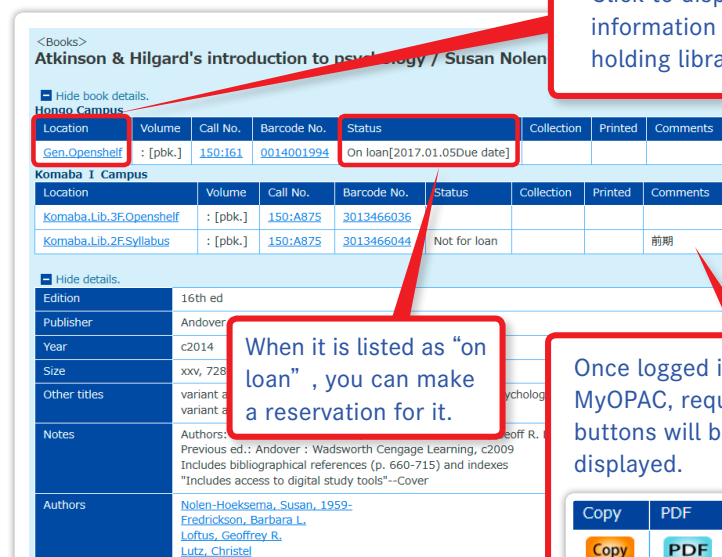 Click to disp
information
holding libra
<Books>
Atkinson & Hilgard's introduction to psychology / Susan Nolen
Hide book details.
Hongo Campus
Location Volume Call No. Barcode No. Status Collection Printed Comments
Gen.Openshelf : [pbk.] 150:I61 0014001994 On loan[2017.01.05Due date]
Komaba I Campus
Location Volume Call No. Barcode No. Status Collection Printed Comments
Komaba.Lib.3F.Openshelf : [pbk.] 150:A875 3013466036
Komaba.Lib.2F.Syllabus : [pbk.] 150:A875 3013466044 Not for loan 前期
Hide details.
Edition 16th ed
Publisher Andover
Year c2014
Size xxv, 728
Other titles variant a ycholog
variant a
Notes Authors: eoff R.
Previous ed.: Andover : Wadsworth Cengage Learning, c2009
Includes bibliographical references (p. 660-715) and indexes
"Includes access to digital study tools"--Cover
Authors Nolen-Hoeksema, Susan, 1959-
Fredrickson, Barbara L.
Loftus, Geoffrey R.
Lutz, Christel
When it is listed as “on
loan” , you can make
a reservation for it.
Once logged i
MyOPAC, requ
buttons will b
displayed.
Copy PDF
Copy PDF